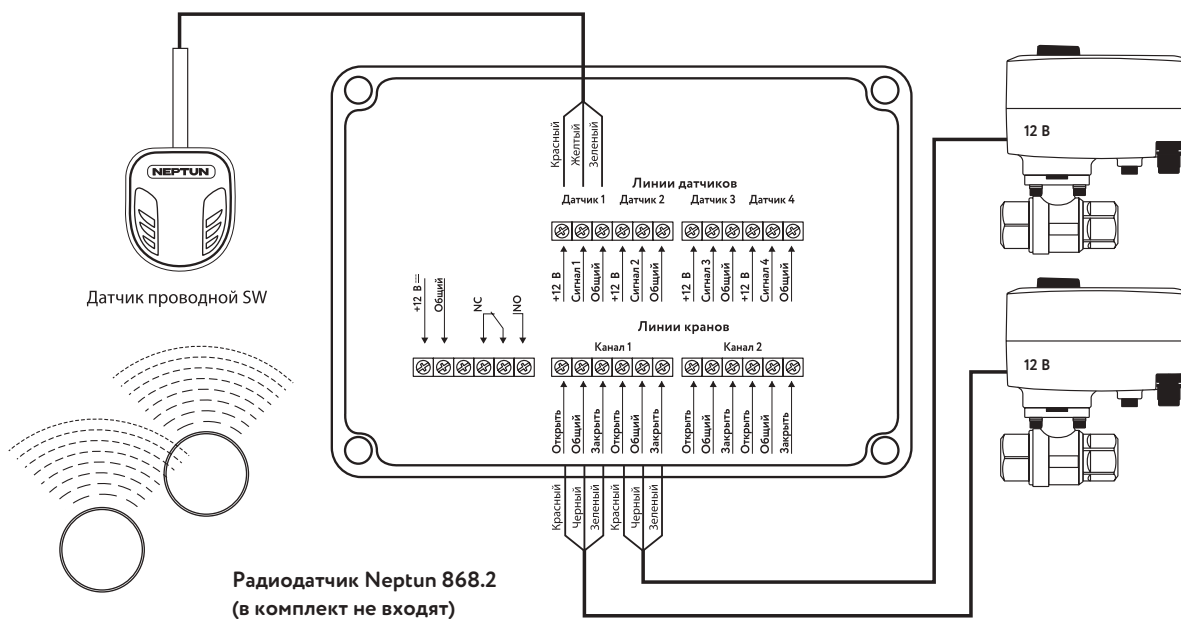 Красный
Желтый
Зеленый
Линии датчиков
Датчик 1
Датчик 2
Датчик 3
Датчик 4
+12 В
Сигнал 1
Общий
+12 В
Сигнал 2
Общий
+12 В
Сигнал 3
Общий
+12 В
Сигнал 4
Общий
NEPTUN
Датчик проводной SW
+12 В
Общий
NC
NO
Линии кранов
Канал 1
Канал 2
Открыть
Общий
Закрыть
Открыть
Общий
Закрыть
Открыть
Общий
Закрыть
Открыть
Общий
Закрыть
Красный
Черный
Зеленый
Красный
Черный
Зеленый
12 В
12 В
Радиодатчик Neptun 868.2
(в комплект не входят)